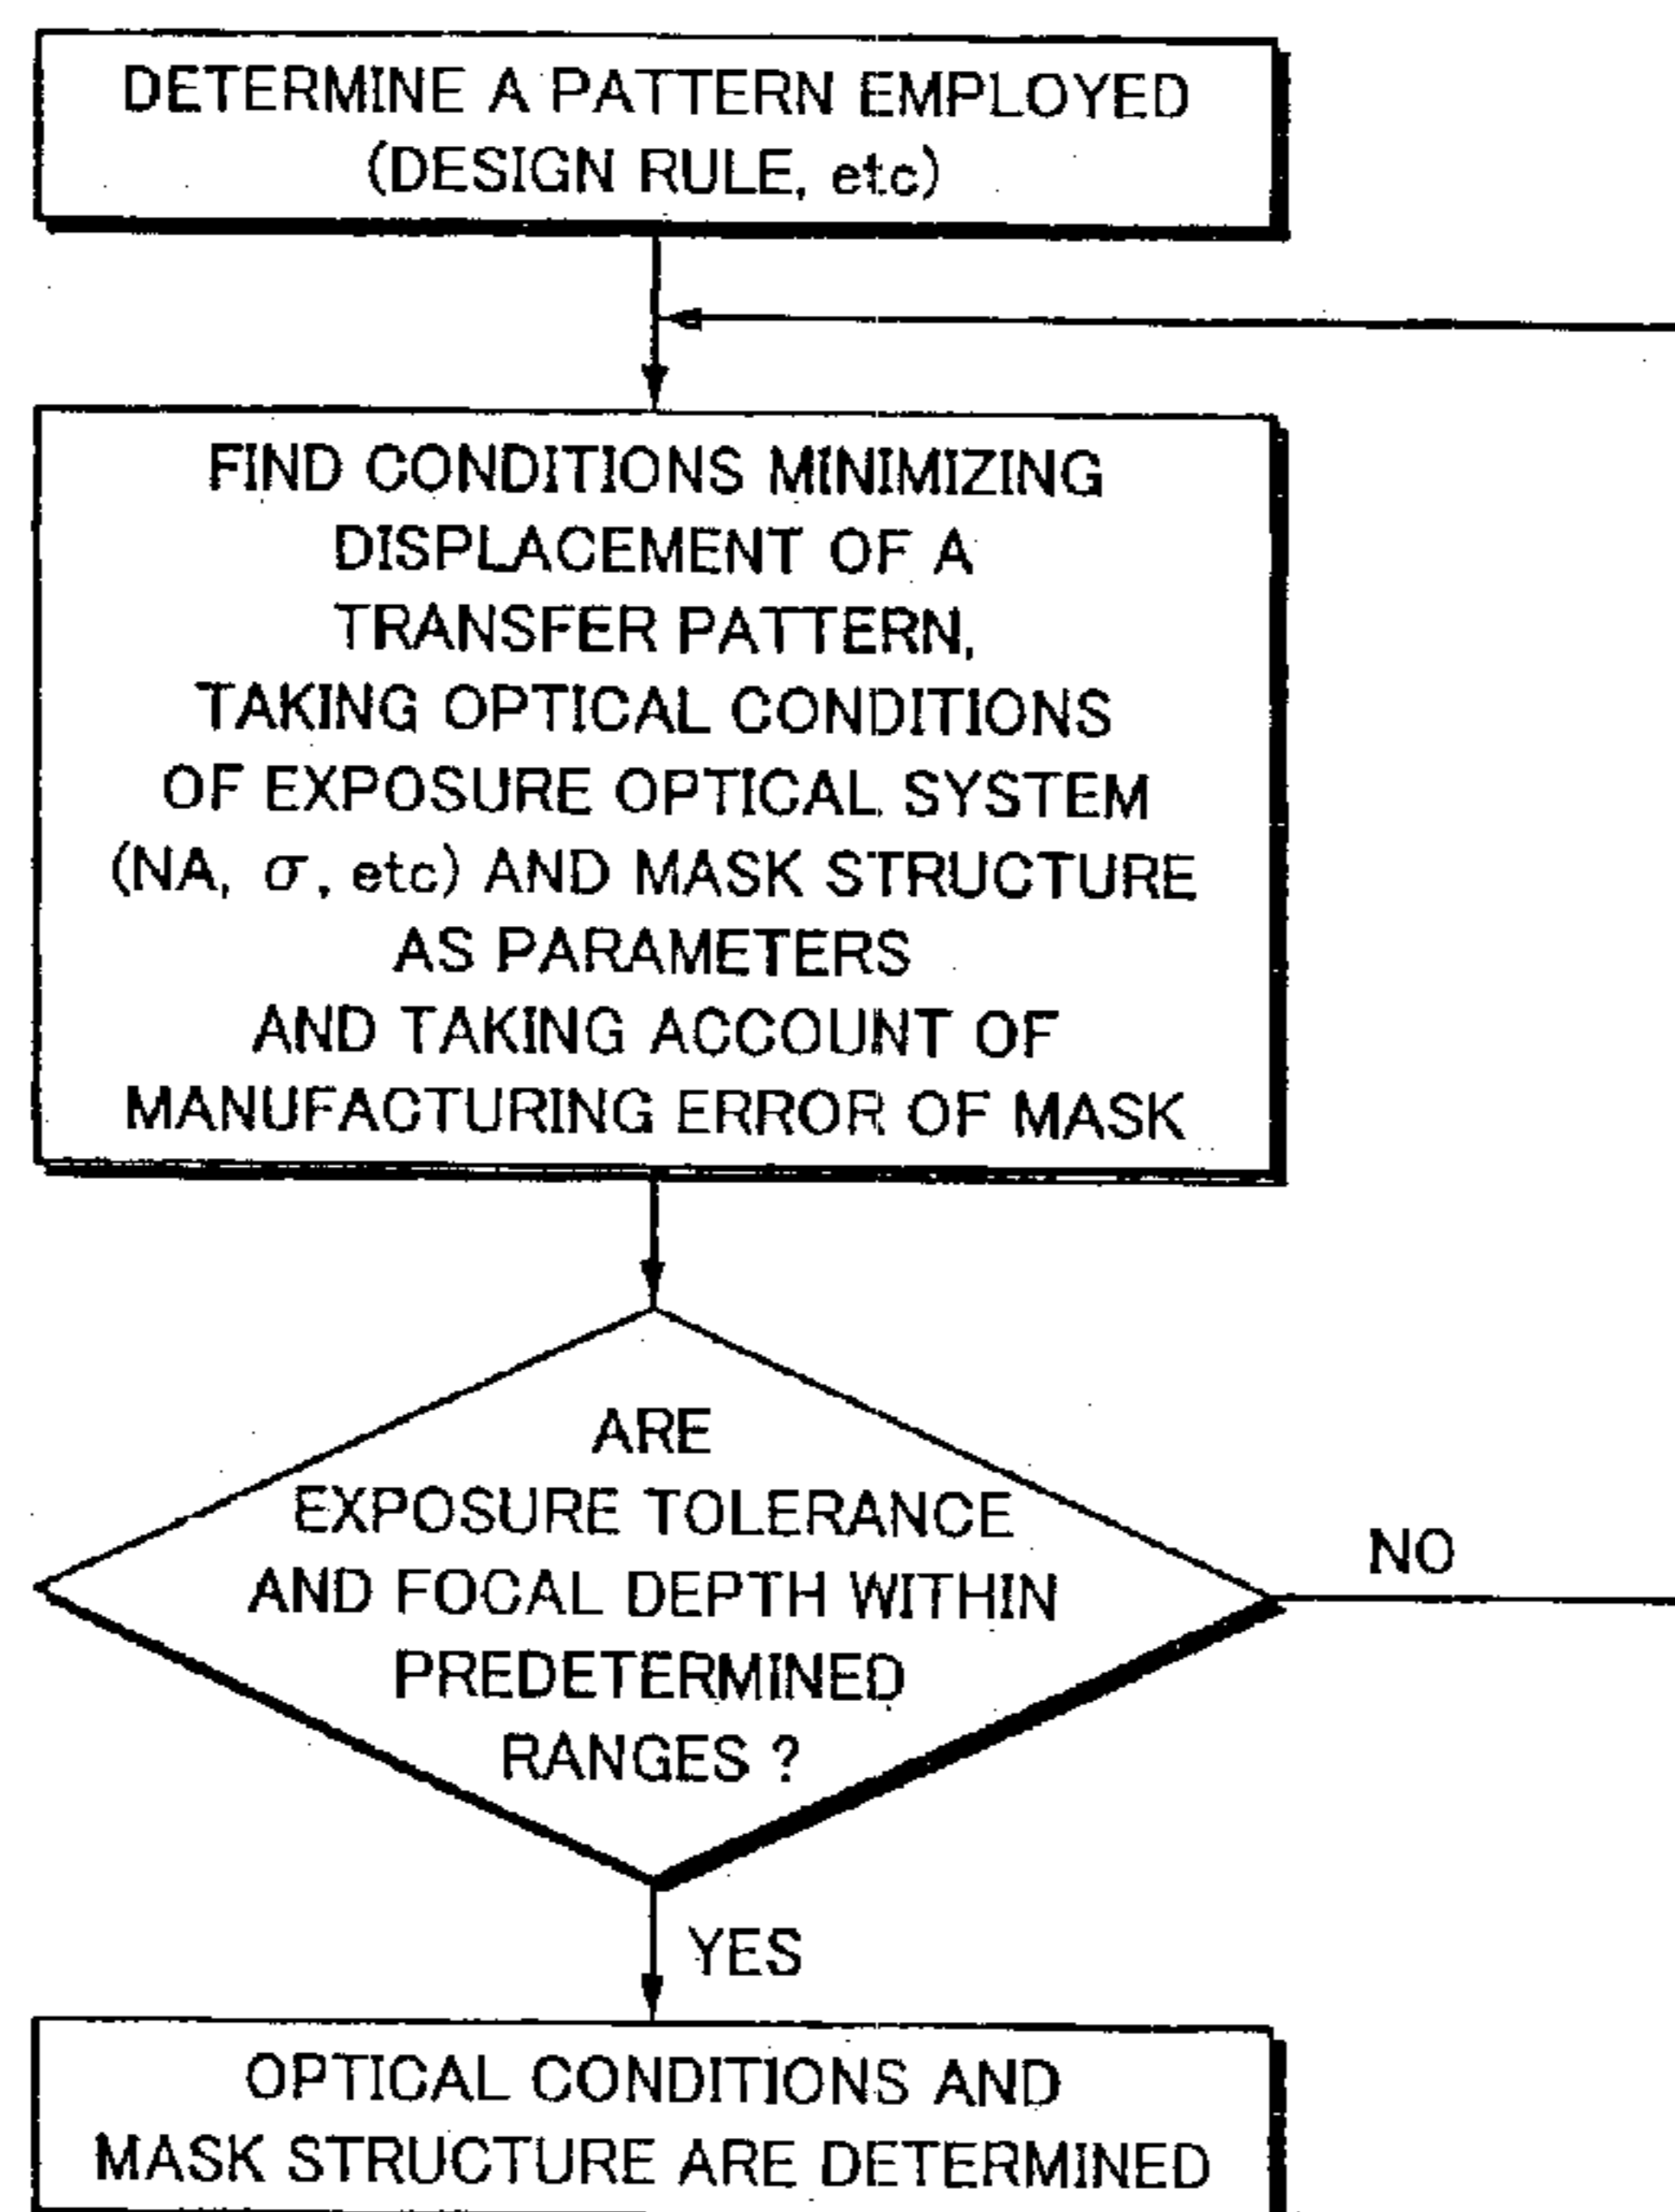 DETERMINE A PATTERN EMPLOYED
(DESIGN RULE, etc)
FIND CONDITIONS MINIMIZING
DISPLACEMENT OF A
TRANSFER PATTERN,
TAKING OPTICAL CONDITIONS
OF EXPOSURE OPTICAL SYSTEM
(NA, σ, etc) AND MASK STRUCTURE
AS PARAMETERS
AND TAKING ACCOUNT OF
MANUFACTURING ERROR OF MASK
ARE
EXPOSURE TOLERANCE
AND FOCAL DEPTH WITHIN
PREDETERMINED
RANGES ?
NO
YES
OPTICAL CONDITIONS AND
MASK STRUCTURE ARE DETERMINED